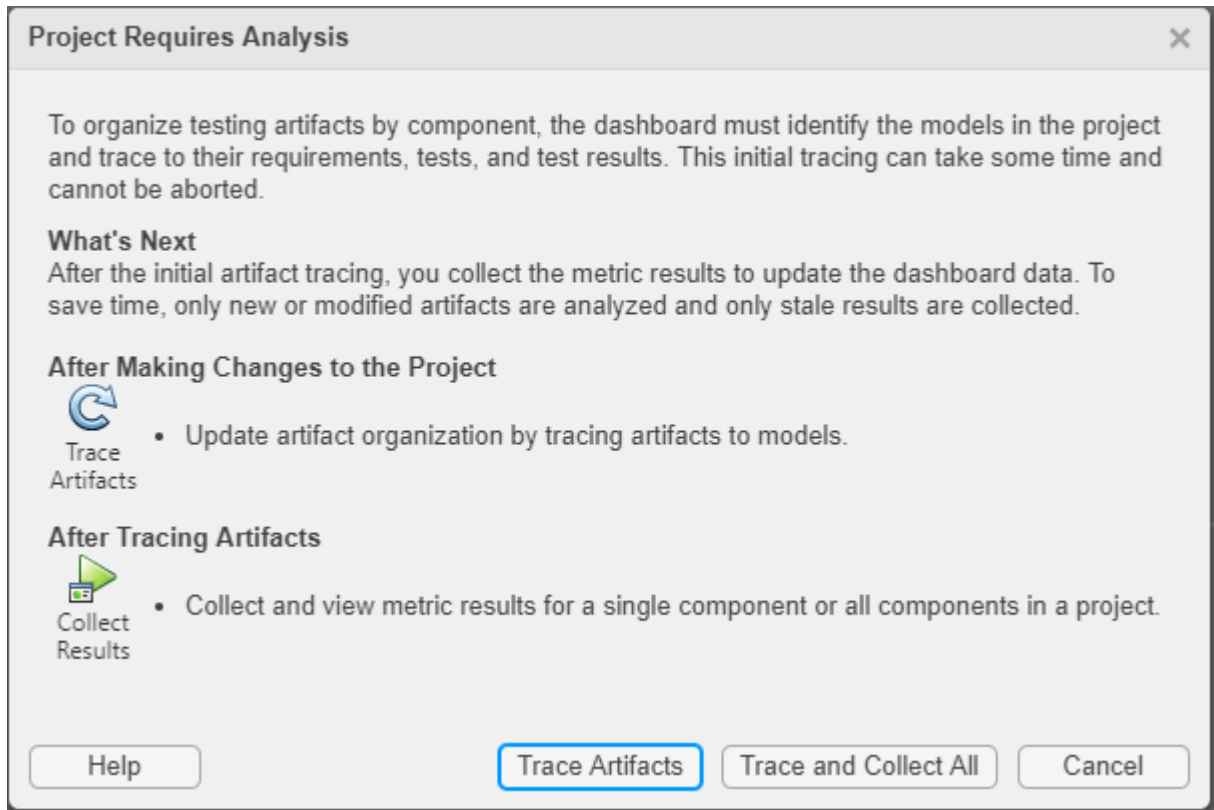 Project Requires Analysis
To organize testing artifacts by component, the dashboard must identify the models in the project
and trace to their requirements, tests, and test results. This initial tracing can take some time and
cannot be aborted.
What's Next
After the initial artifact tracing, you collect the metric results to update the dashboard data. To
save time, only new or modified artifacts are analyzed and only stale results are collected.
After Making Changes to the Project
Trace
Artifacts
• Update artifact organization by tracing artifacts to models.
After Tracing Artifacts
Collect
Results
• Collect and view metric results for a single component or all components in a project.
Help
Trace Artifacts
Trace and Collect All
Cancel